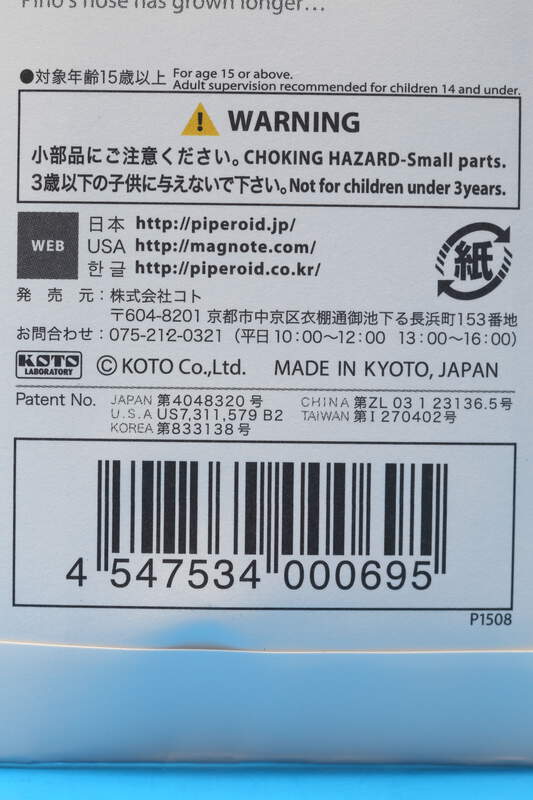 Pino's nose has grown longer...
●対象年齢15歳以上 For age 15 or above.
Adult supervision recommended for children 14 and under.
WARNING
小部品にご注意ください。CHOKING HAZARD-Small parts.
3歳以下の子供に与えないで下さい。Not for children under 3years.
WEB
日本 http://piperoid.jp/
USA http://magnote.com/
한글 http://piperoid.co.kr/
紙
発売元：株式会社コト
〒604-8201 京都市中京区衣棚通御池下る長浜町153番地
お問合わせ：075-212-0321（平日10:00〜12:00 13:00〜16:00）
KOTO LABORATORY © KOTO Co.,Ltd. MADE IN KYOTO, JAPAN
Patent No. JAPAN 第4048320号 CHINA 第ZL 03 1 23136.5号
U.S.A US7,311,579 B2 TAIWAN 第I 270402号
KOREA 第833138号
4 547534 000695
P1508